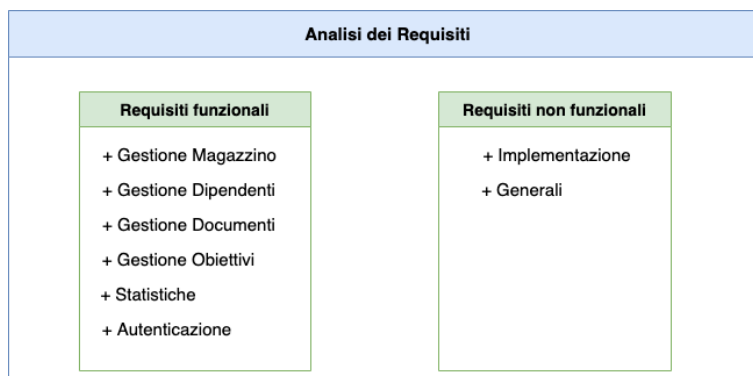 Analisi dei Requisiti
Requisiti funzionali
+ Gestione Magazzino
+ Gestione Dipendenti
+ Gestione Documenti
+ Gestione Obiettivi
+ Statistiche
+ Autenticazione
Requisiti non funzionali
+ Implementazione
+ Generali